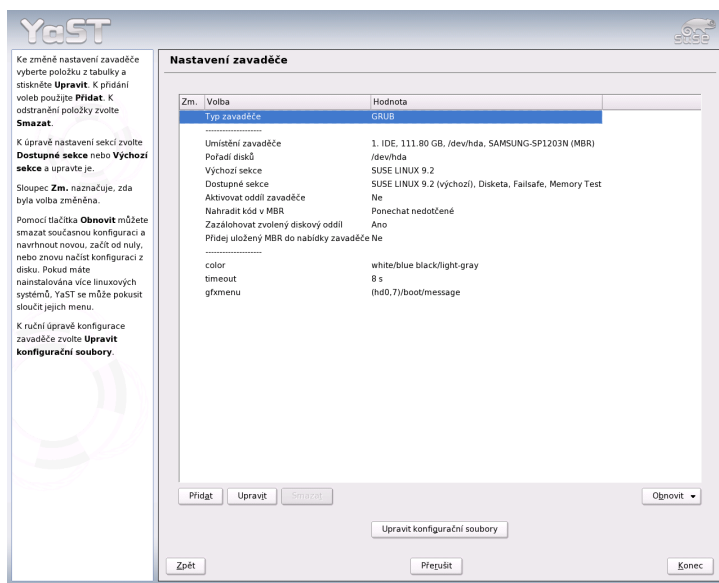 YaST
SUSE
Ke změně nastavení zavaděče
vyberte položku z tabulky a
stiskněte Upravit. K přidání
voleb použijte Přidat. K
odstranění položky zvolte
Smazat.
K úpravě nastavení sekcí zvolte
Dostupné sekce nebo Výchozí
sekce a upravte je.
Sloupec Zm. naznačuje, zda
byla volba změněna.
Pomocí tlačítka Obnovit můžete
smazat současnou konfiguraci a
navrhnout novou, začít od nuly,
nebo znovu načíst konfiguraci z
disku. Pokud máte
nainstalována více linuxových
systémů, YaST se může pokusit
sloučit jejich menu.
K ruční úpravě konfigurace
zavaděče zvolte Upravit
konfigurační soubory.
Nastavení zavaděče
Zm. Volba Hodnota
Typ zavaděče GRUB
-------------------
Umístění zavaděče 1. IDE, 111.80 GB, /dev/hda, SAMSUNG-SP1203N (MBR)
Pořadí disků /dev/hda
Výchozí sekce SUSE LINUX 9.2
Dostupné sekce SUSE LINUX 9.2 (výchozí), Disketa, Failsafe, Memory Test
Aktivovat oddíl zavaděče Ne
Nahradit kód v MBR Ponechat nedotčené
Zazálohovat zvolený diskový oddíl Ano
Přidej uložený MBR do nabídky zavaděče Ne
-------------------
color white/blue black/light-gray
timeout 8 s
gfxmenu (hd0,7)/boot/message
Přidat Upravit Smazat Obnovit
Upravit konfigurační soubory
Zpět Přerušit Konec